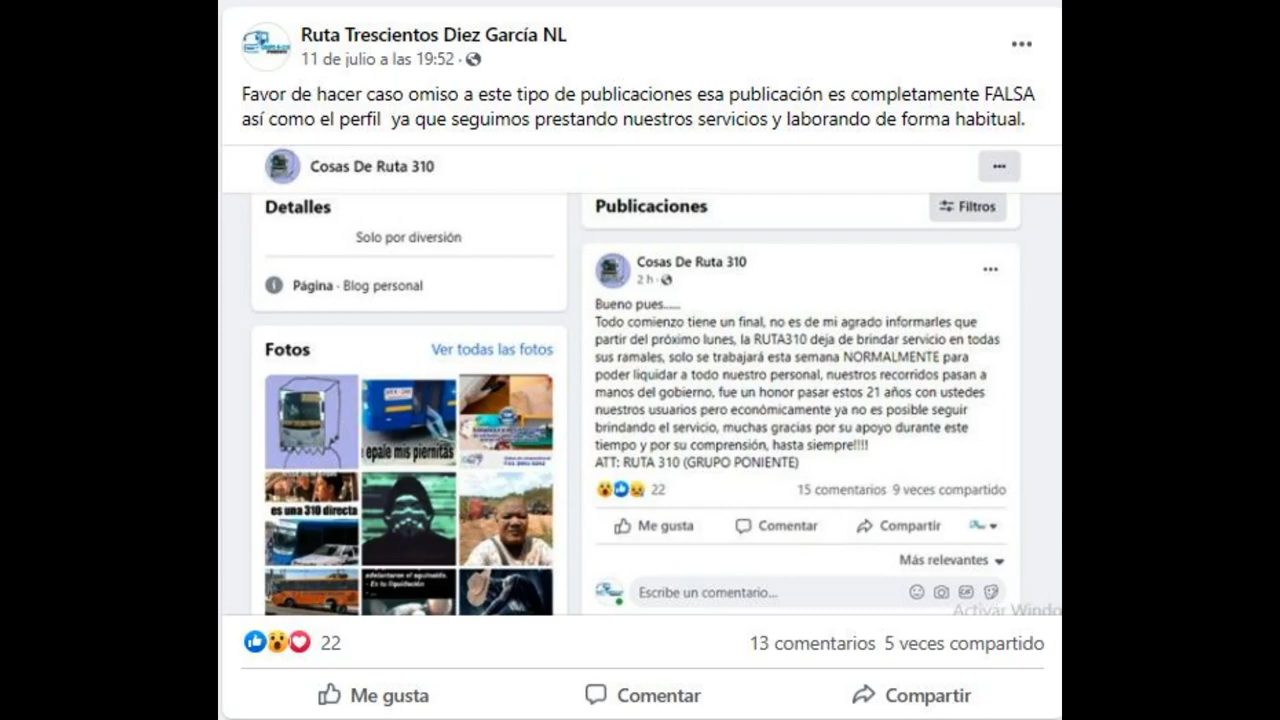 Ruta Trescientos Diez García NL
11 de julio a las 19:52 ·
Favor de hacer caso omiso a este tipo de publicaciones esa publicación es completamente FALSA
así como el perfil ya que seguimos prestando nuestros servicios y laborando de forma habitual.
Cosas De Ruta 310
Detalles
Solo por diversión
Página · Blog personal
Fotos
Ver todas las fotos
epale mis piernitas
es una 310 directa
adelantaron el aguinaldo.
- Es tu liquidación
- ...
Publicaciones
Filtros
Cosas De Ruta 310
2 h ·
Bueno pues.....
Todo comienzo tiene un final, no es de mi agrado informarles que
partir del próximo lunes, la RUTA310 deja de brindar servicio en todas
sus ramales, solo se trabajará esta semana NORMALMENTE para
poder liquidar a todo nuestro personal, nuestros recorridos pasan a
manos del gobierno, fue un honor pasar estos 21 años con ustedes
nuestros usuarios pero económicamente ya no es posible seguir
brindando el servicio, muchas gracias por su apoyo durante este
tiempo y por su comprensión, hasta siempre!!!!
ATT: RUTA 310 (GRUPO PONIENTE)
22
15 comentarios 9 veces compartido
Me gusta
Comentar
Compartir
Más relevantes
Escribe un comentario...
Activar Windo
22
13 comentarios 5 veces compartido
Me gusta
Comentar
Compartir